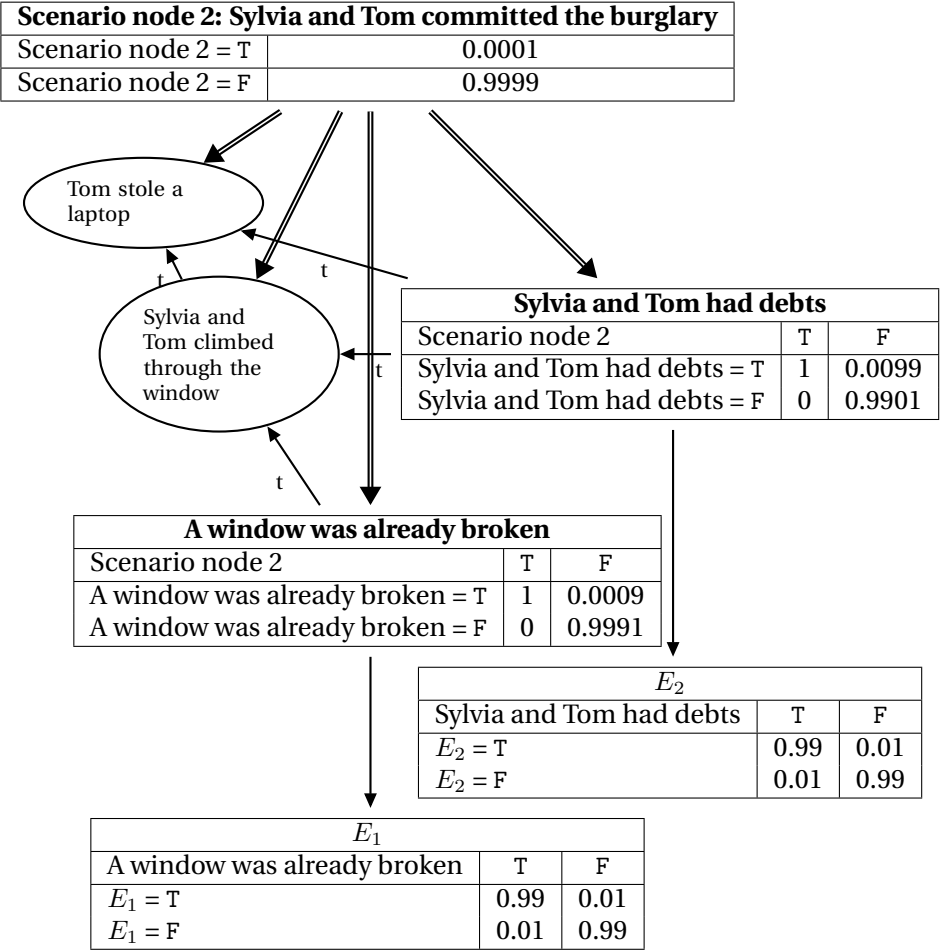 Scenario node 2: Sylvia and Tom committed the burglary
Scenario node 2 = T 0.0001
Scenario node 2 = F 0.9999
Tom stole a
laptop
t
t
Sylvia and
Tom climbed
through the
window
t
Sylvia and Tom had debts
Scenario node 2 T F
Sylvia and Tom had debts = T 1 0.0099
Sylvia and Tom had debts = F 0 0.9901
t
A window was already broken
Scenario node 2 T F
A window was already broken = T 1 0.0009
A window was already broken = F 0 0.9991
E₂
Sylvia and Tom had debts T F
E₂ = T 0.99 0.01
E₂ = F 0.01 0.99
E₁
A window was already broken T F
E₁ = T 0.99 0.01
E₁ = F 0.01 0.99